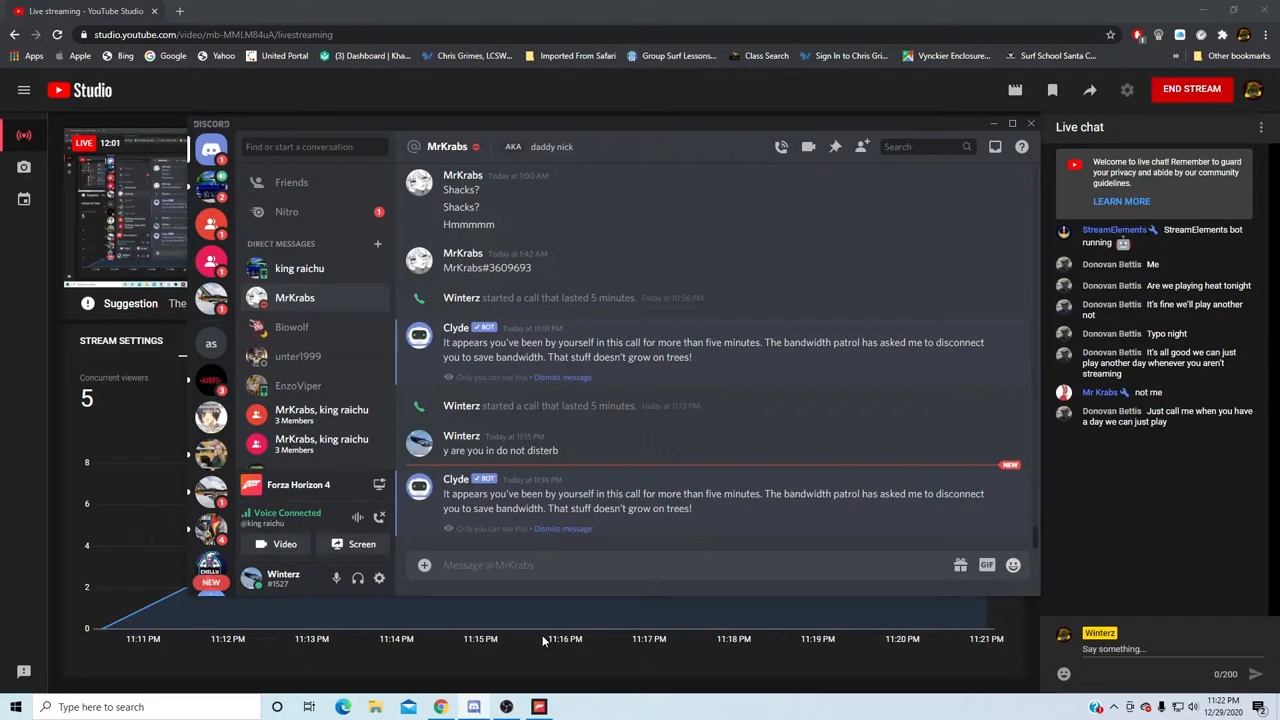 Live streaming - YouTube Studio
studio.youtube.com/video/mb-MMLM84uA/livestreaming
Apps
Apple
Bing
Google
Yahoo
United Portal
(3) Dashboard | Kha...
Chris Grimes, LCSW...
Imported From Safari
Group Surf Lessons...
Class Search
Sign In to Chris Gri...
Vynckier Enclosures
Surf School Santa C...
»
Other bookmarks
Studio
END STREAM
LIVE 12:01
Suggestion The
STREAM SETTINGS
Concurrent viewers
5
8
6
4
2
0
11:11 PM
11:12 PM
11:13 PM
11:14 PM
11:15 PM
11:16 PM
11:17 PM
11:18 PM
11:19 PM
11:20 PM
11:21 PM
DISCORD
1
2
1
1
1
as
3
1
4
CHILLY
NEW
Find or start a conversation
Friends
Nitro
1
DIRECT MESSAGES
king raichu
MrKrabs
Biowolf
unter1999
EnzoViper
MrKrabs, king raichu
3 Members
MrKrabs, king raichu
3 Members
Forza Horizon 4
Voice Connected
@king raichu
Video
Screen
Winterz
#1527
@ MrKrabs AKA daddy nick
Search
MrKrabs Today at 1:00 AM
Shacks?
Shacks?
Hmmmmm
MrKrabs Today at 1:42 AM
MrKrabs#3609693
Winterz started a call that lasted 5 minutes. Today at 10:56 PM
Clyde BOT Today at 11:01 PM
It appears you've been by yourself in this call for more than five minutes. The bandwidth patrol has asked me to disconnect
you to save bandwidth. That stuff doesn't grow on trees!
Only you can see this • Dismiss message
Winterz started a call that lasted 5 minutes. Today at 11:13 PM
Winterz Today at 11:15 PM
y are you in do not disterb
NEW
Clyde BOT Today at 11:18 PM
It appears you've been by yourself in this call for more than five minutes. The bandwidth patrol has asked me to disconnect
you to save bandwidth. That stuff doesn't grow on trees!
Only you can see this • Dismiss message
Message @MrKrabs
GIF
Live chat
Welcome to live chat! Remember to guard
your privacy and abide by our community
guidelines.
LEARN MORE
StreamElements StreamElements bot
running
Donovan Bettis Me
Donovan Bettis Are we playing heat tonight
Donovan Bettis It's fine we'll play another
not
Donovan Bettis Typo night
Donovan Bettis It's all good we can just
play another day whenever you aren't
streaming
Mr Krabs not me
Donovan Bettis Just call me when you have
a day we can just play
Winterz
Say something...
0/200
Type here to search
11:22 PM
12/29/2020
2